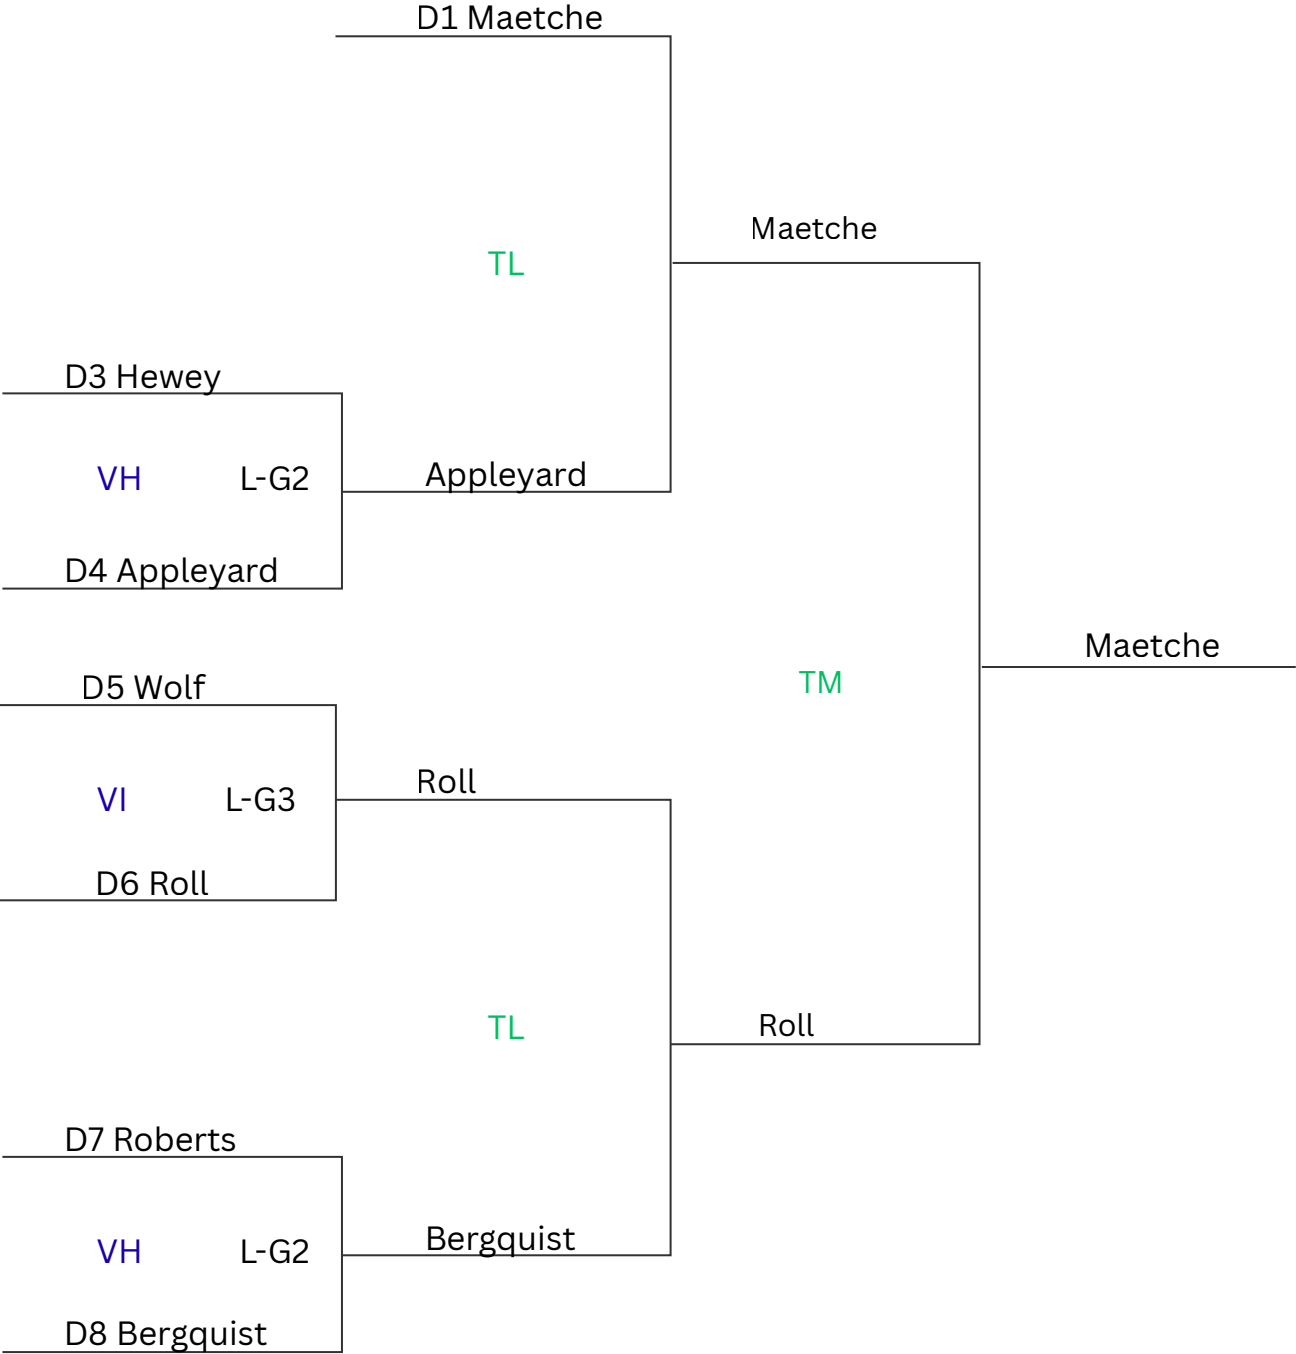 D1 Maetche
Maetche
TL
D3 Hewey
VH
L-G2
Appleyard
D4 Appleyard
Maetche
TM
D5 Wolf
Roll
VI
L-G3
D6 Roll
Roll
TL
D7 Roberts
Bergquist
VH
L-G2
D8 Bergquist